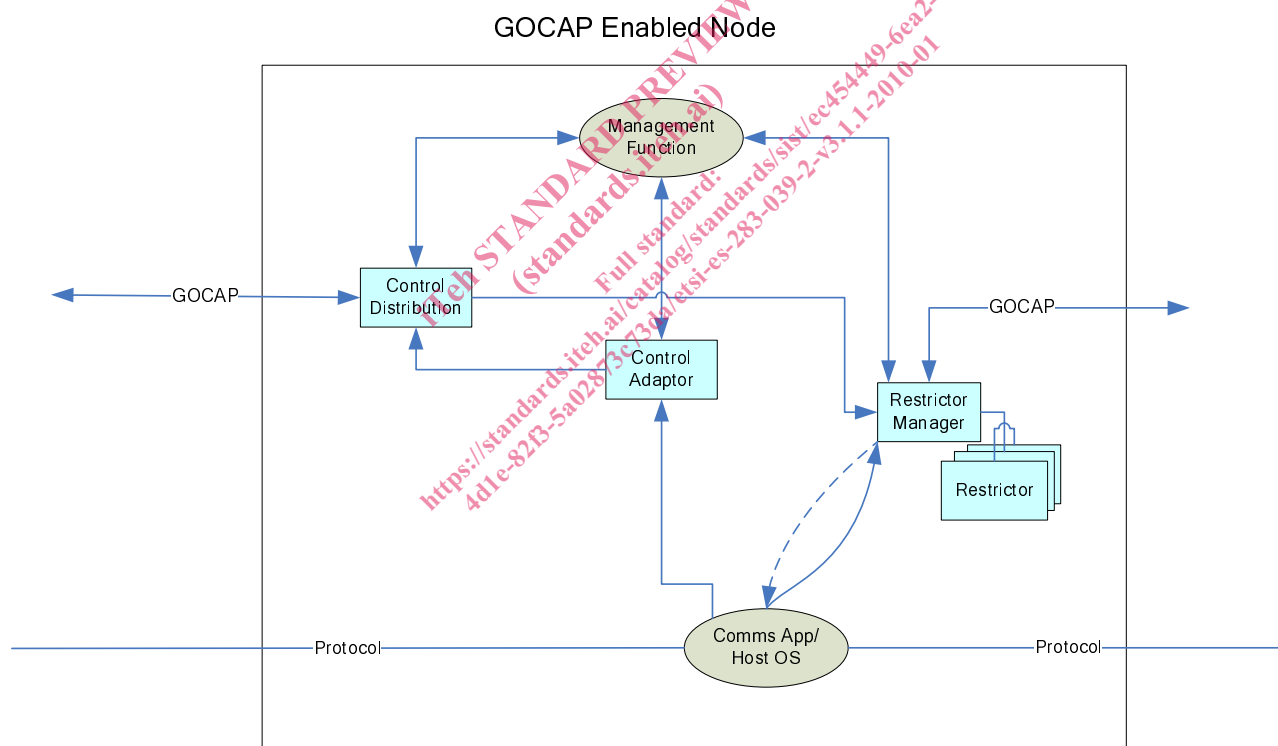 GOCAP Enabled Node
Management
Function
Control
Distribution
GOCAP
GOCAP
Control
Adaptor
Restrictor
Manager
Restrictor
Comms App/
Host OS
Protocol
Protocol
iTeh STANDARD PREVIEW
(standards.iteh.ai)
Full standard:
https://standards.iteh.ai/catalog/standards/sist/ec454449-6ea2-
4d1e-82f3-5a02873c73da/etsi-es-283-039-2-v3.1.1-2010-01